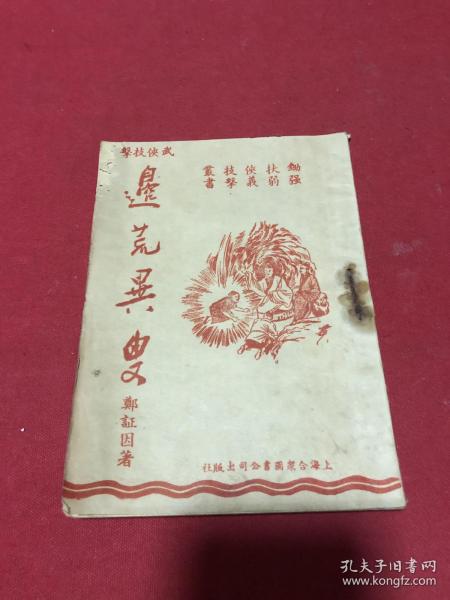 武俠技擊
鋤强
扶弱
俠義
技擊
叢書
邊荒異叟
鄭証因著
上海合衆圖書公司出版社
孔夫子旧书网
www.kongfz.com